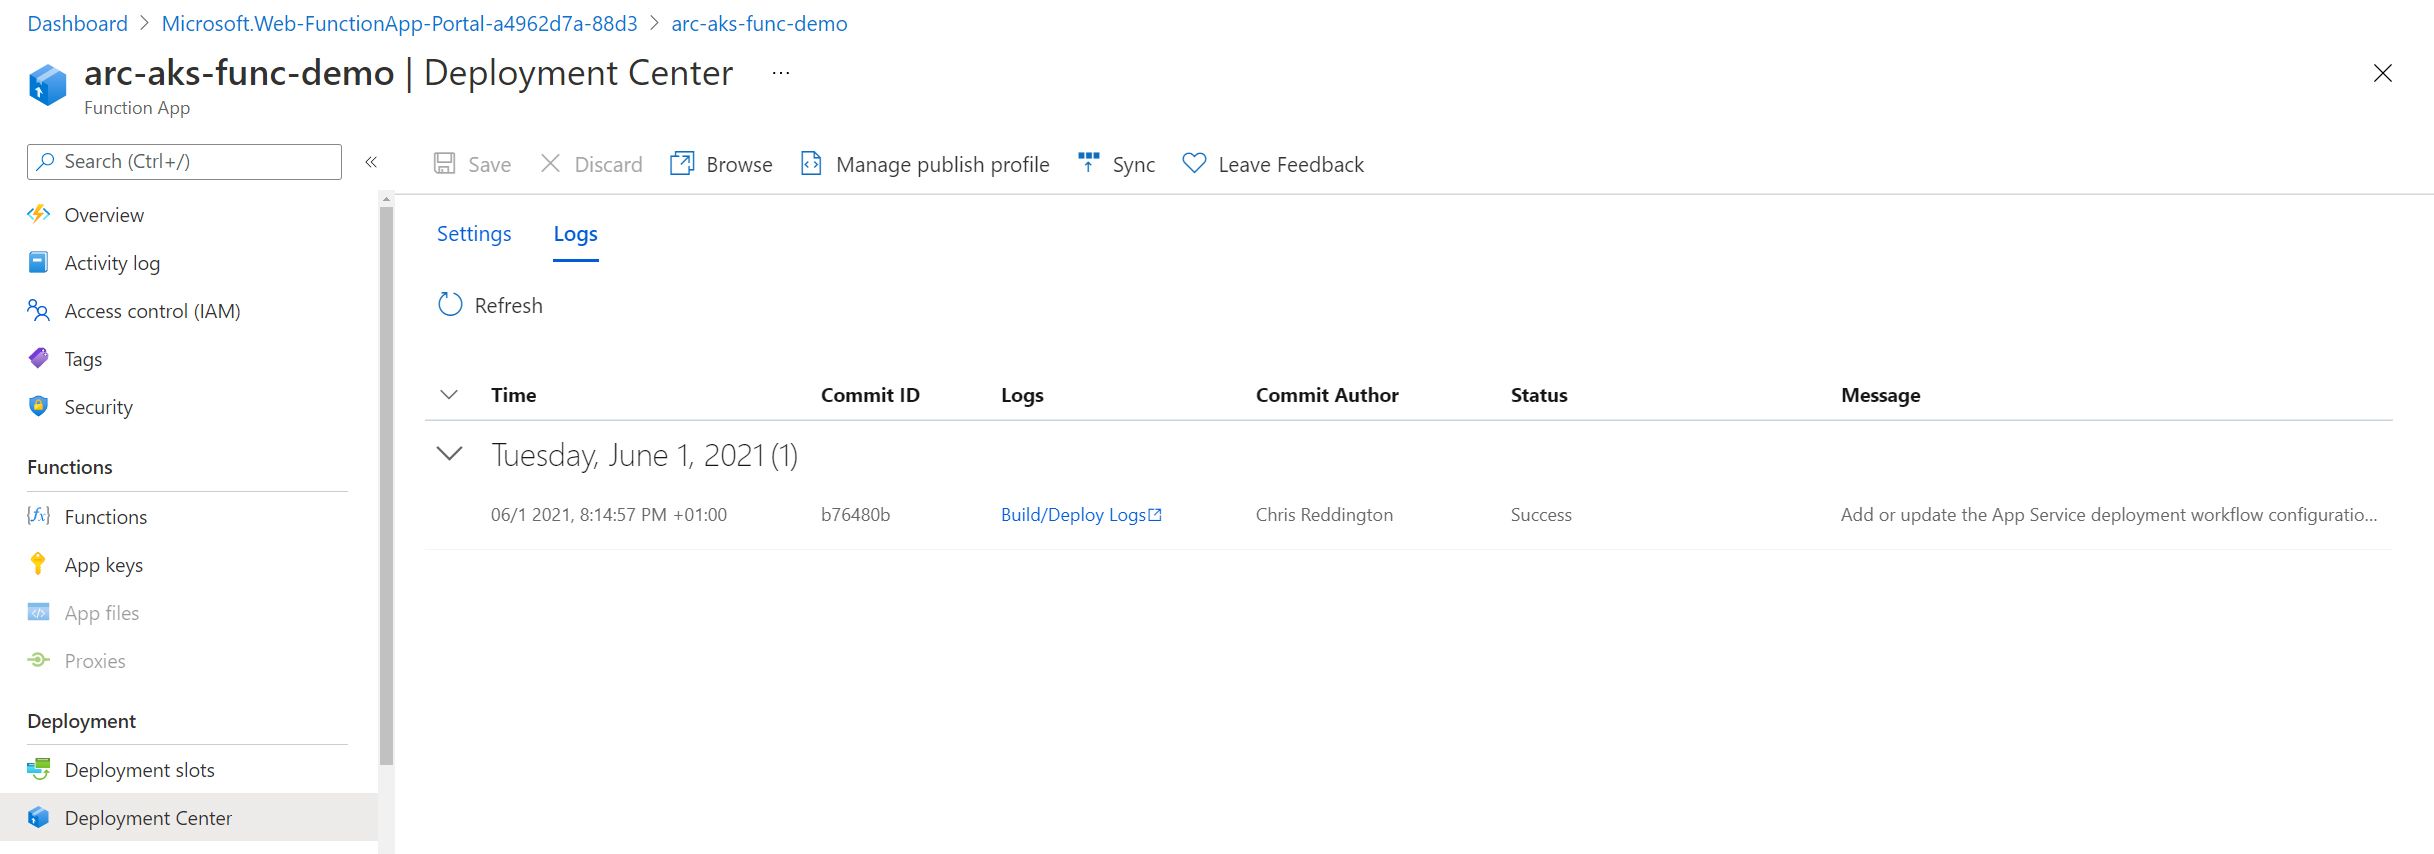 Dashboard > Microsoft.Web-FunctionApp-Portal-a4962d7a-88d3 > arc-aks-func-demo
arc-aks-func-demo | Deployment Center ...
Function App
Search (Ctrl+/)
«
Save
Discard
Browse
Manage publish profile
Sync
Leave Feedback
Overview
Activity log
Access control (IAM)
Tags
Security
Functions
Functions
App keys
App files
Proxies
Deployment
Deployment slots
Deployment Center
Settings
Logs
Refresh
Time Commit ID Logs Commit Author Status Message
Tuesday, June 1, 2021 (1)
06/1 2021, 8:14:57 PM +01:00 b76480b Build/Deploy Logs Chris Reddington Success Add or update the App Service deployment workflow configuratio...